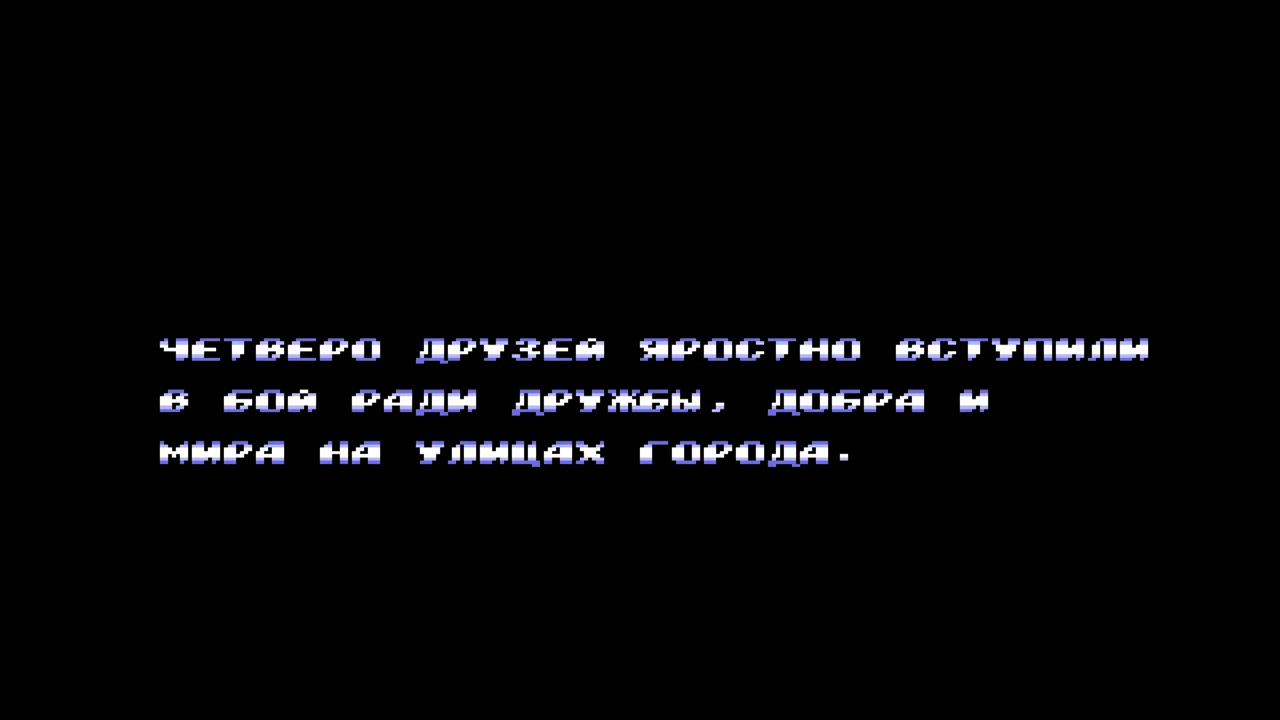 ЧЕТВЕРО ДРУЗЕЙ ЯРОСТНО ВСТУПИЛИ
В БОЙ РАДИ ДРУЖБЫ, ДОБРА И
МИРА НА УЛИЦАХ ГОРОДА.